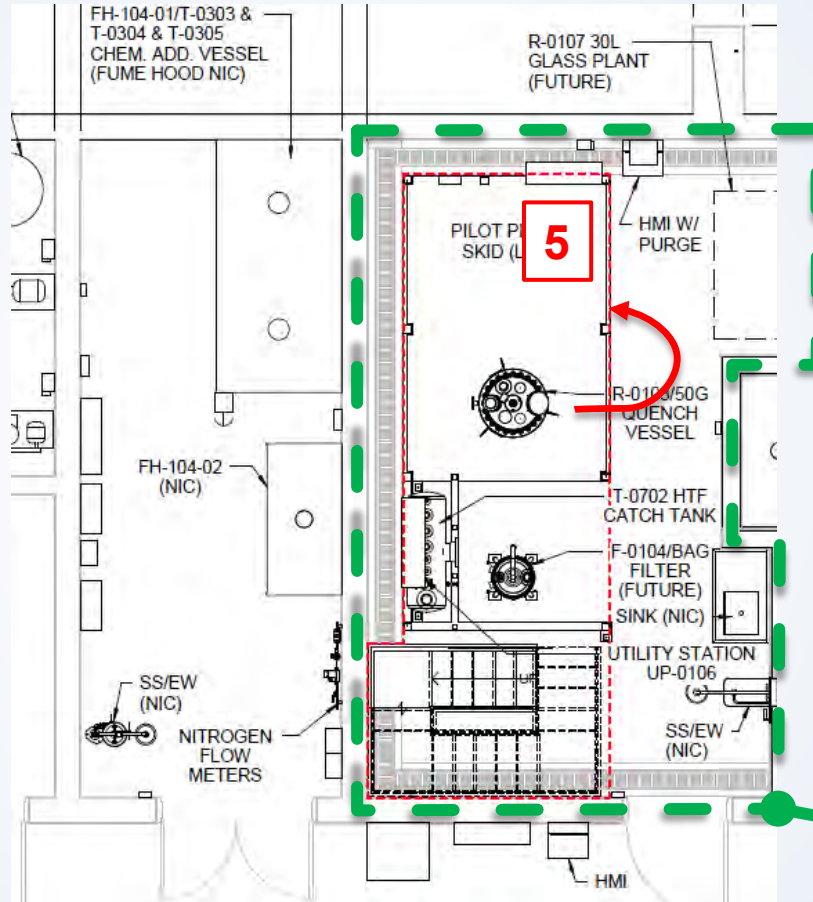 FH-104-01/T-0303 &
T-0304 & T-0305
CHEM. ADD. VESSEL
(FUME HOOD NIC)
R-0107 30L
GLASS PLANT
(FUTURE)
PILOT
SKID
5
HMI W/
PURGE
QUENCH
VESSEL
FH-104-02
(NIC)
T-0702 HTF
CATCH TANK
F-0104/BAG
FILTER
(FUTURE)
SINK (NIC)
UTILITY STATION
UP-0106
SS/EW
(NIC)
NITROGEN
FLOW
METERS
SS/EW
(NIC)
HMI